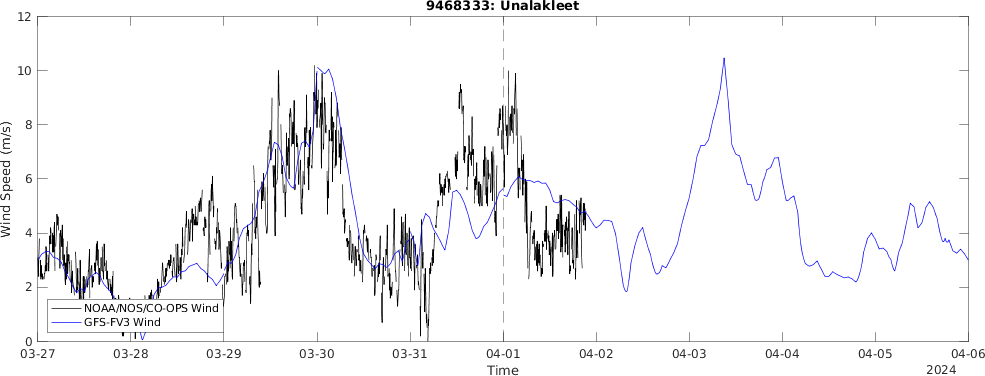 9468333: Unalakleet
Wind Speed (m/s)
12
10
8
6
4
2
0
NOAA/NOS/CO-OPS Wind
GFS-FV3 Wind
03-27 03-28 03-29 03-30 03-31 04-01 04-02 04-03 04-04 04-05 04-06
Time
2024